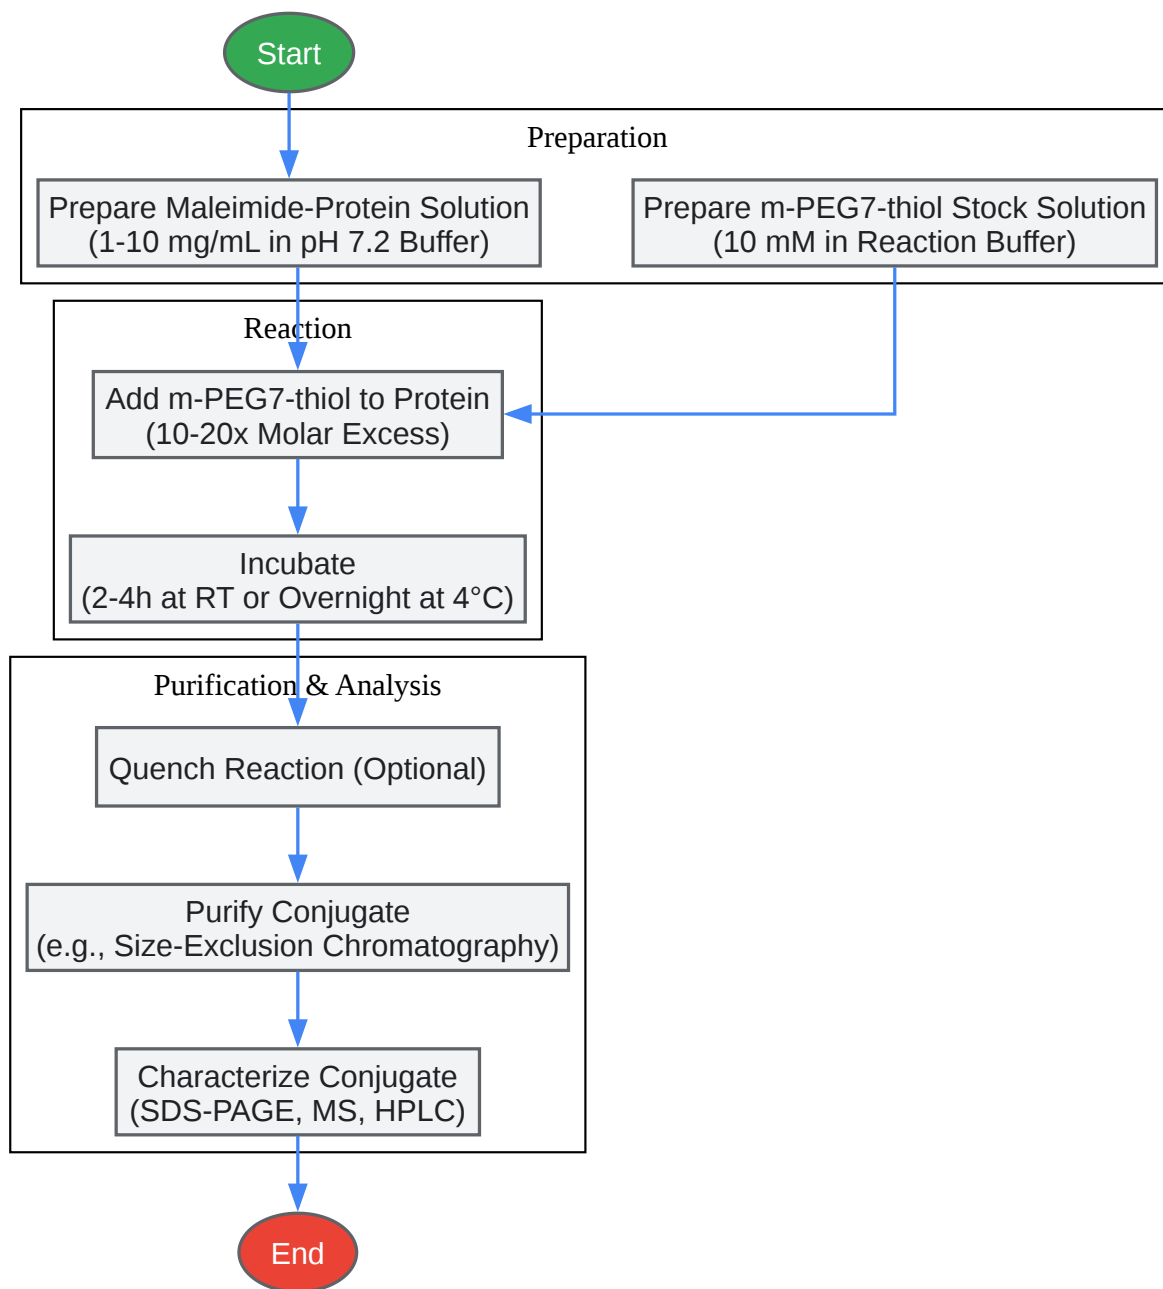 Start
Preparation
Prepare Maleimide-Protein Solution
(1-10 mg/mL in pH 7.2 Buffer)
Prepare m-PEG7-thiol Stock Solution
(10 mM in Reaction Buffer)
Reaction
Add m-PEG7-thiol to Protein
(10-20x Molar Excess)
Incubate
(2-4h at RT or Overnight at 4°C)
Purification & Analysis
Quench Reaction (Optional)
Purify Conjugate
(e.g., Size-Exclusion Chromatography)
Characterize Conjugate
(SDS-PAGE, MS, HPLC)
End